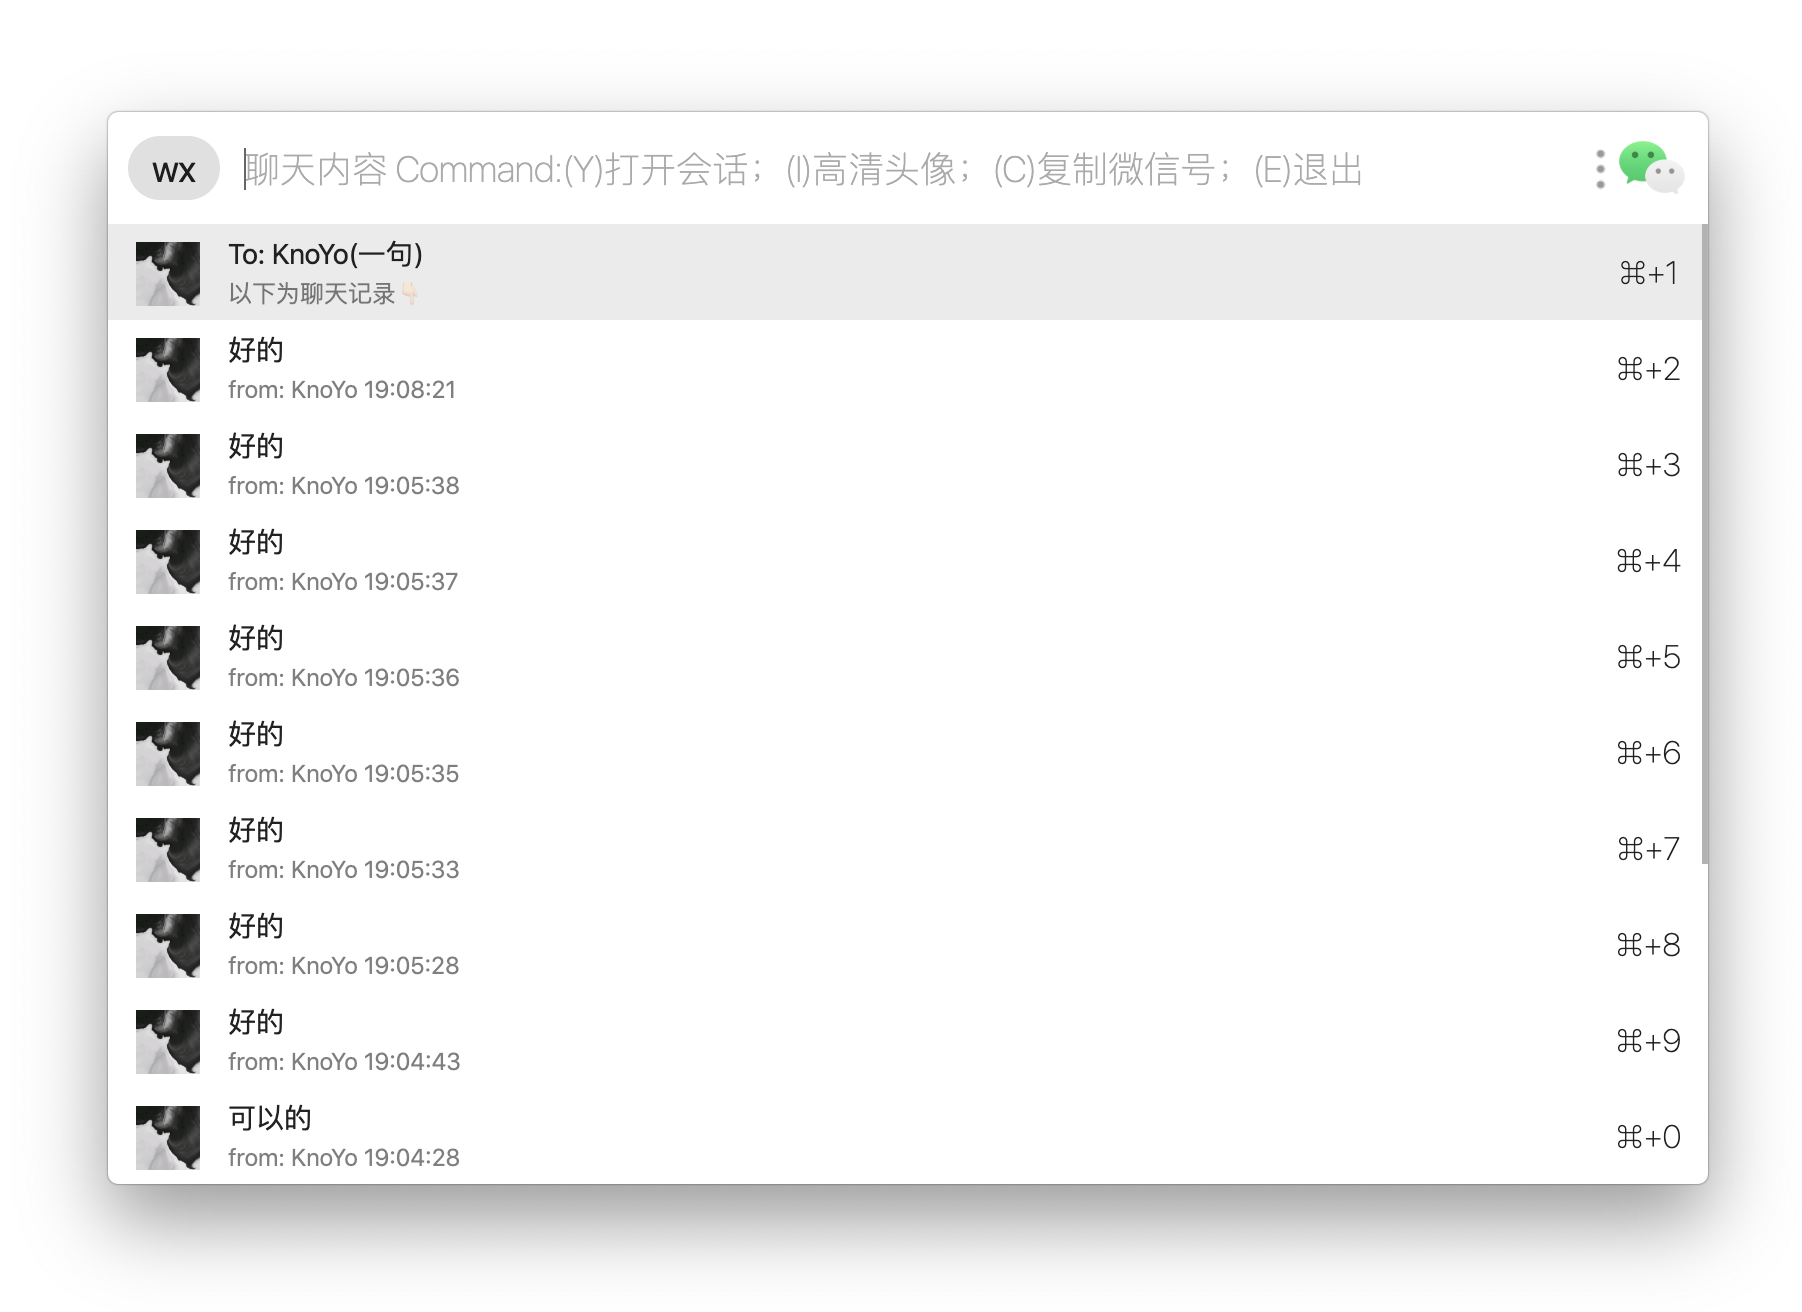 wx
聊天内容 Command:(Y)打开会话；(I)高清头像；(C)复制微信号；(E)退出
To: KnoYo(一句)
以下为聊天记录👇🏻
⌘+1
好的
from: KnoYo 19:08:21
⌘+2
好的
from: KnoYo 19:05:38
⌘+3
好的
from: KnoYo 19:05:37
⌘+4
好的
from: KnoYo 19:05:36
⌘+5
好的
from: KnoYo 19:05:35
⌘+6
好的
from: KnoYo 19:05:33
⌘+7
好的
from: KnoYo 19:05:28
⌘+8
好的
from: KnoYo 19:04:43
⌘+9
可以的
from: KnoYo 19:04:28
⌘+0